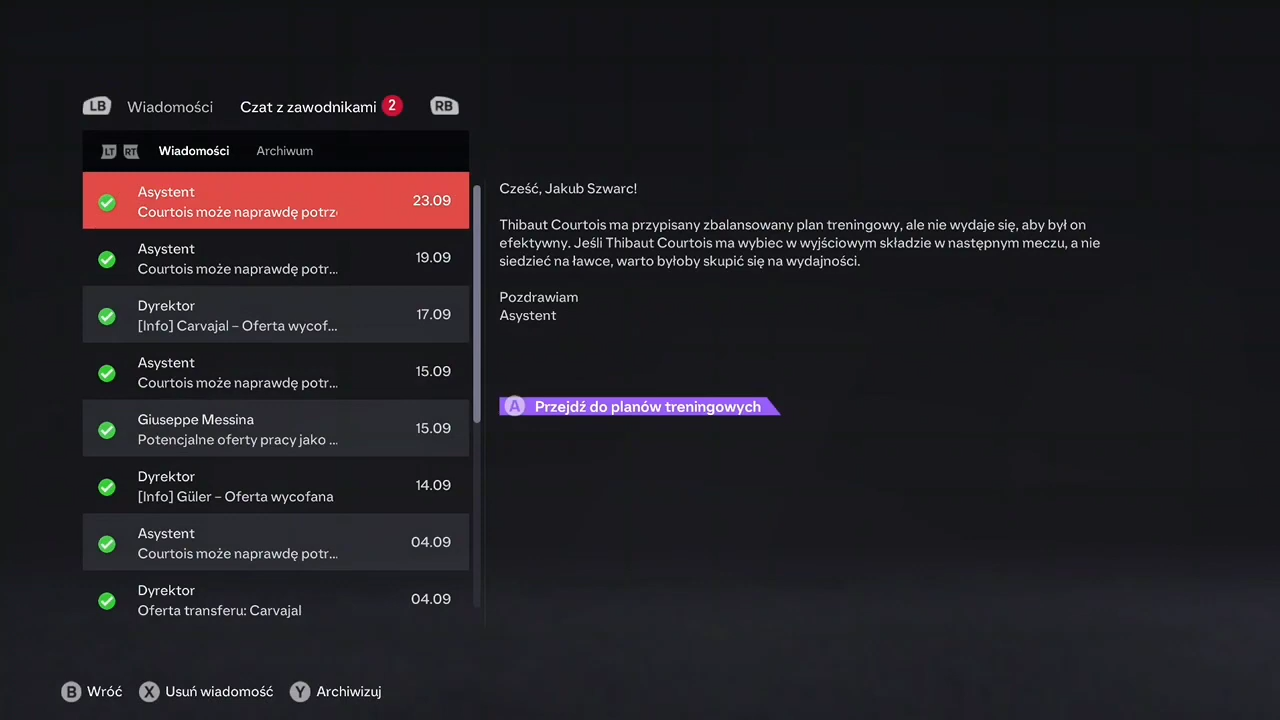 LB Wiadomości Czat z zawodnikami 2 RB
LT RT Wiadomości Archiwum
Asystent
Courtois może naprawdę potrz
23.09
Asystent
Courtois może naprawdę potr...
19.09
Dyrektor
[Info] Carvajal – Oferta wycof...
17.09
Asystent
Courtois może naprawdę potr...
15.09
Giuseppe Messina
Potencjalne oferty pracy jako ...
15.09
Dyrektor
[Info] Güler – Oferta wycofana
14.09
Asystent
Courtois może naprawdę potr...
04.09
Dyrektor
Oferta transferu: Carvajal
04.09
Cześć, Jakub Szwarc!
Thibaut Courtois ma przypisany zbalansowany plan treningowy, ale nie wydaje się, aby był on
efektywny. Jeśli Thibaut Courtois ma wybiec w wyjściowym składzie w następnym meczu, a nie
siedzieć na ławce, warto byłoby skupić się na wydajności.
Pozdrawiam
Asystent
A Przejdź do planów treningowych
B Wróć X Usuń wiadomość Y Archiwizuj